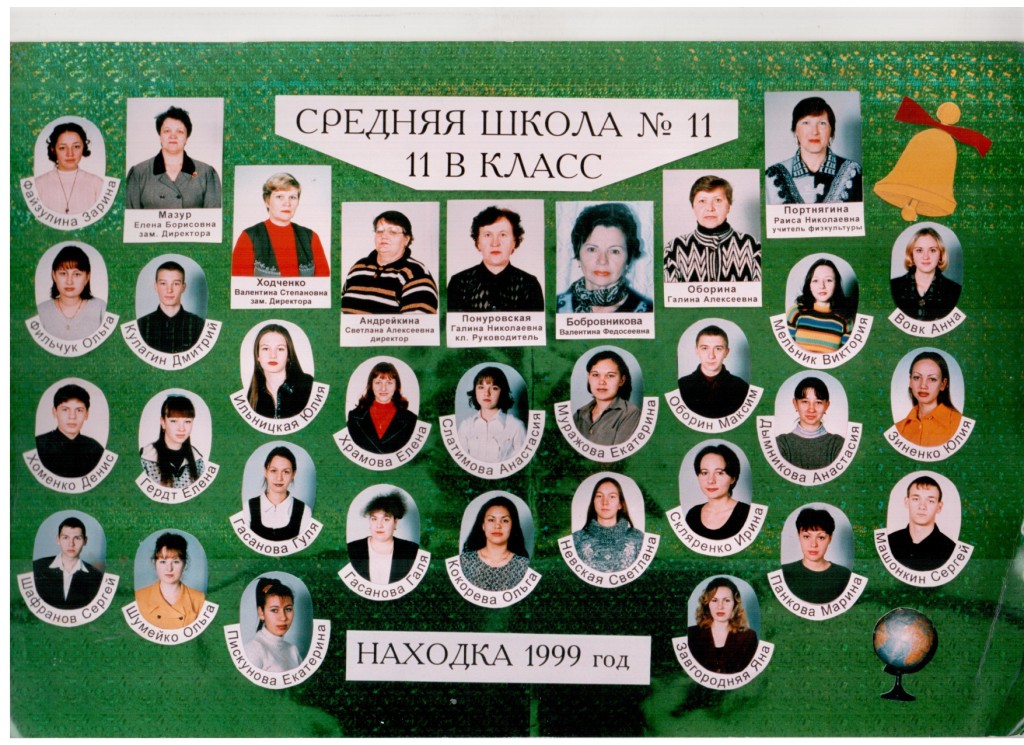 СРЕДНЯЯ ШКОЛА № 11
11 В КЛАСС
Файзулина Зарина
Мазур
Елена Борисовна
зам. Директора
Ходченко
Валентина Степановна
зам. Директора
Андрейкина
Светлана Алексеевна
директор
Понуровская
Галина Николаевна
кл. Руководитель
Бобровникова
Валентина Федосеевна
Оборина
Галина Алексеевна
Портнягина
Раиса Николаевна
учитель физкультуры
Фильчук Ольга
Кулагин Дмитрий
Ильницкая Юлия
Храмова Елена
Слатимова Анастасия
Муражова Екатерина
Оборин Максим
Мельник Виктория
Вовк Анна
Хоменко Денис
Гердт Елена
Гасанова Гуля
Гасанова Галя
Кокорева Ольга
Невская Светлана
Скляренко Ирина
Дымникова Анастасия
Зиненко Юлия
Шафранов Сергей
Шумейко Ольга
Пискунова Екатерина
Завгородняя Яна
Панкова Марина
Машонкин Сергей
НАХОДКА 1999 год